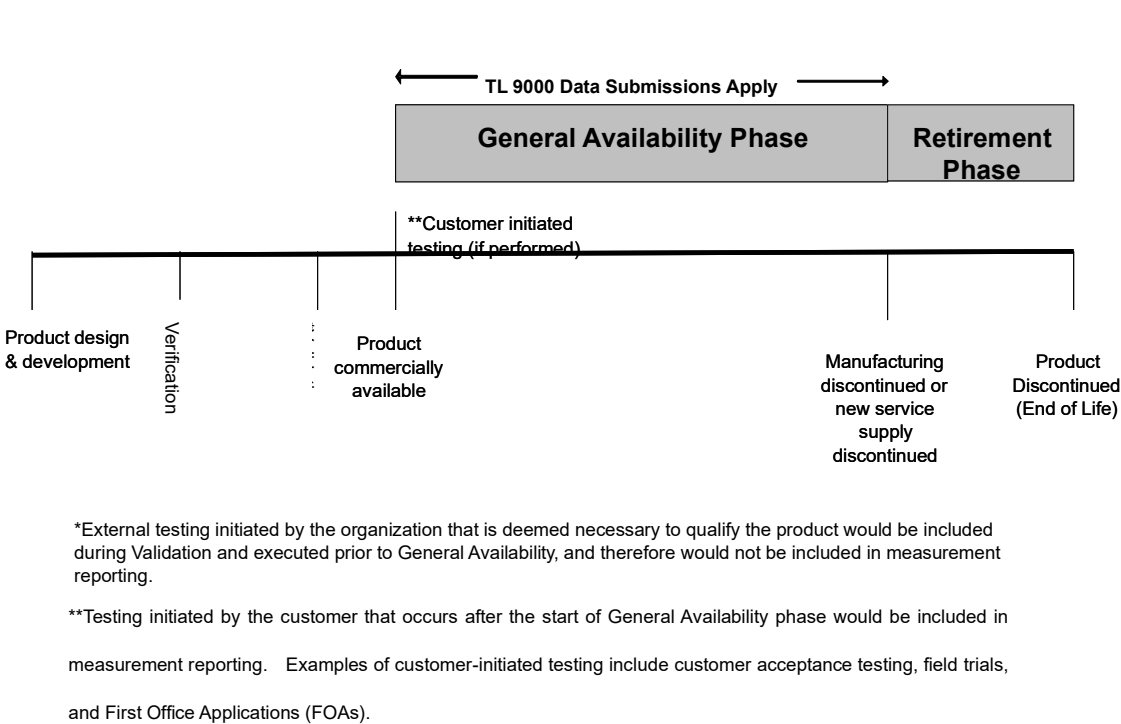 TL 9000 Data Submissions Apply
General Availability Phase
Retirement
Phase
**Customer initiated
testing (if performed)
Product design
& development
Verification
Product
commercially
available
Manufacturing
discontinued or
new service
supply
discontinued
Product
Discontinued
(End of Life)
*External testing initiated by the organization that is deemed necessary to qualify the product would be included
during Validation and executed prior to General Availability, and therefore would not be included in measurement
reporting.
**Testing initiated by the customer that occurs after the start of General Availability phase would be included in
measurement reporting. Examples of customer-initiated testing include customer acceptance testing, field trials,
and First Office Applications (FOAs).